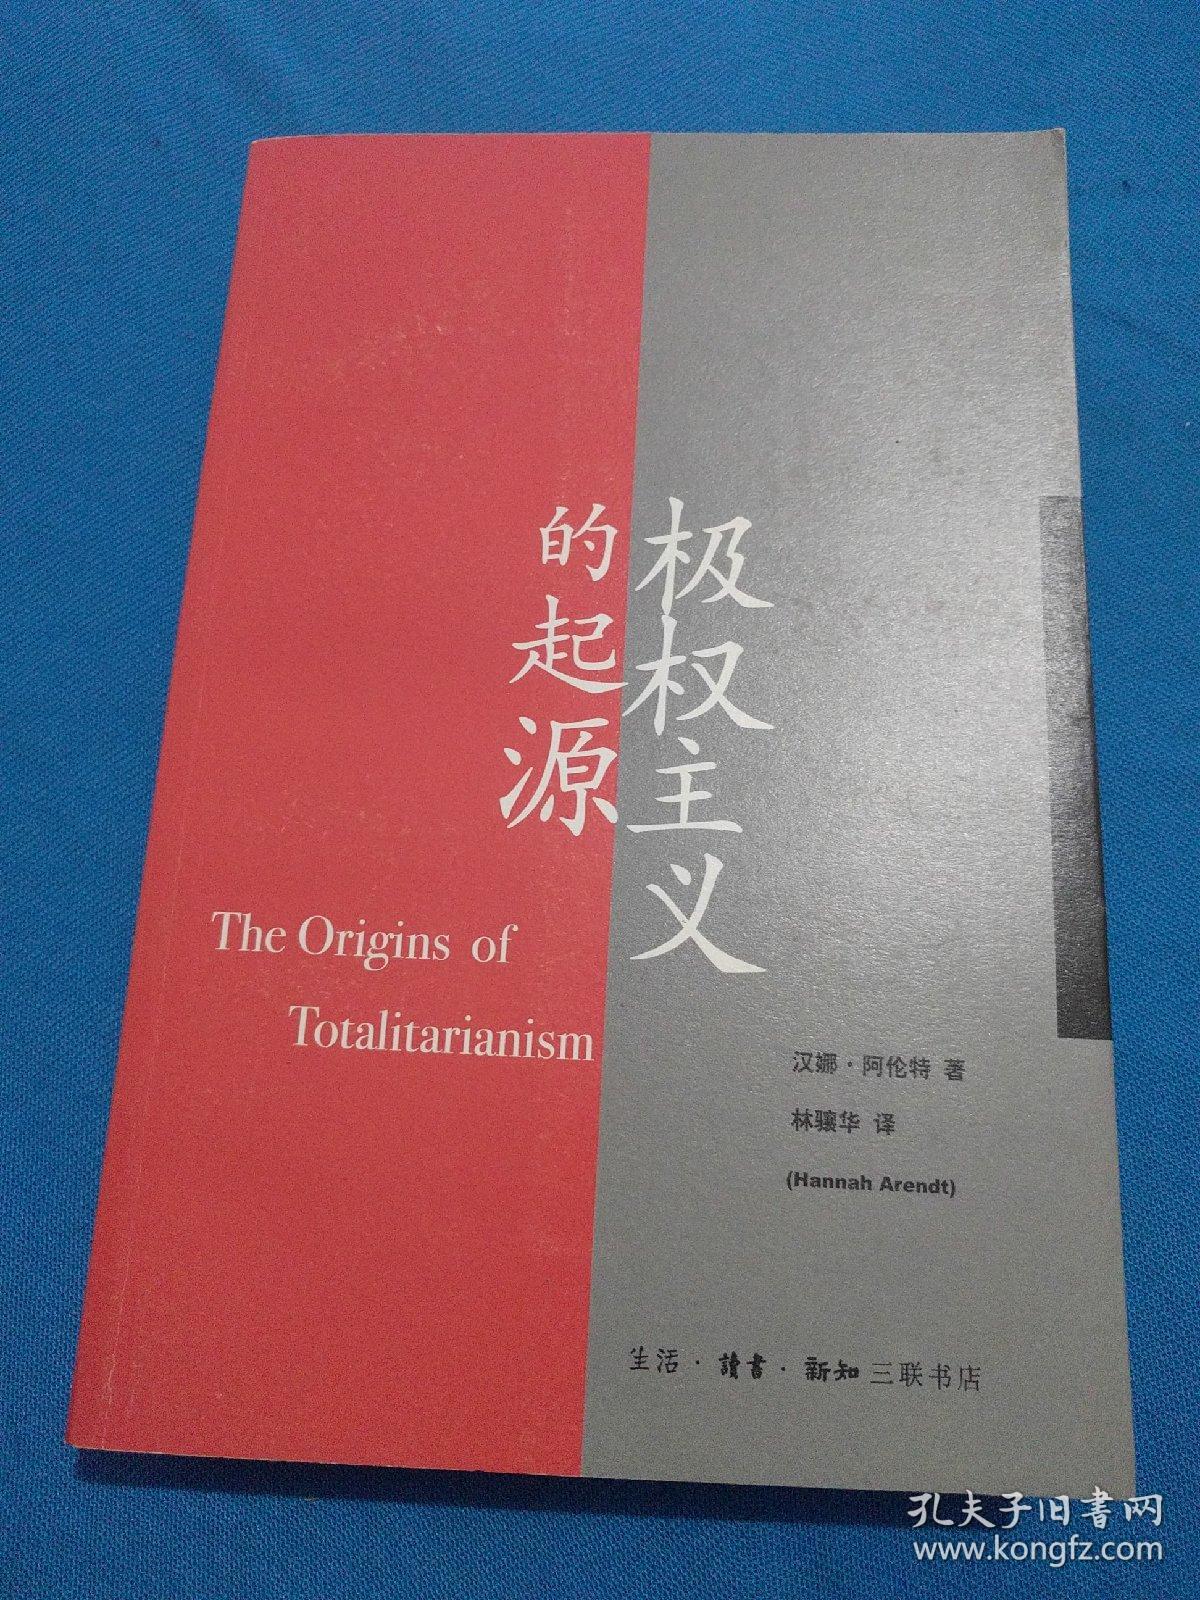 极权主义
的起源
The Origins of
Totalitarianism
汉娜·阿伦特 著
林骧华 译
(Hannah Arendt)
生活·讀書·新知三联书店
孔夫子旧书网
www.kongfz.com